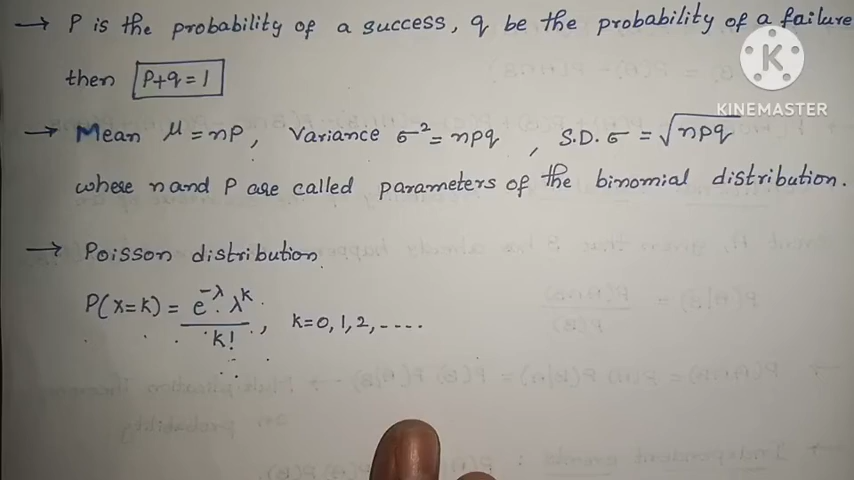 → P is the probability of a success, q be the probability of a failure
then P+q=1
KINEMASTER
→ Mean μ=nP, Variance σ²=npq, S.D. σ=√npq
where n and P are called parameters of the binomial distribution.
→ Poisson distribution
P(x=k) = e^-λ. λ^k / k!, k=0,1,2,-....